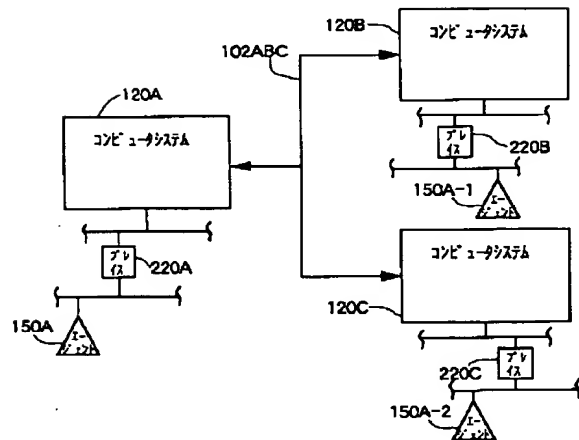 120B
102ABC
コンピュータシステム
120A
コンピュータシステム
プレ
イス
220B
150A-1
エー
ジェント
プレ
イス
220A
コンピュータシステム
120C
150A
エー
ジェント
プレ
イス
220C
150A-2
エー
ジェント